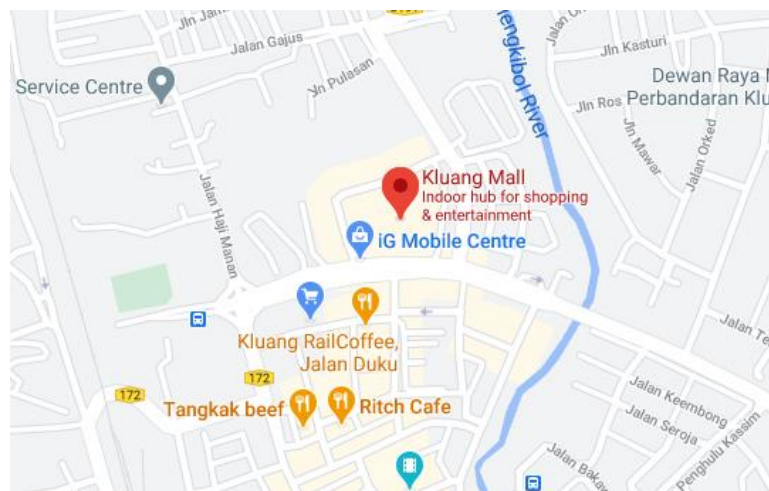 Jln Jam
Jalan Gajus
Jln Pulasan
Service Centre
Jalan Haji Manan
Mengkibol River
Jln Kasturi
Dewan Raya M
Perbandaran Klu
Jln Ros
Jln Mawar
Jalan Orked
Kluang Mall
Indoor hub for shopping
& entertainment
iG Mobile Centre
Kluang RailCoffee,
Jalan Duku
172
172
Tangkak beef
Ritch Cafe
Jalan Te
Jalan Keembong
Jalan Seroja
Penghulu Kassim
Jalan Bakaw